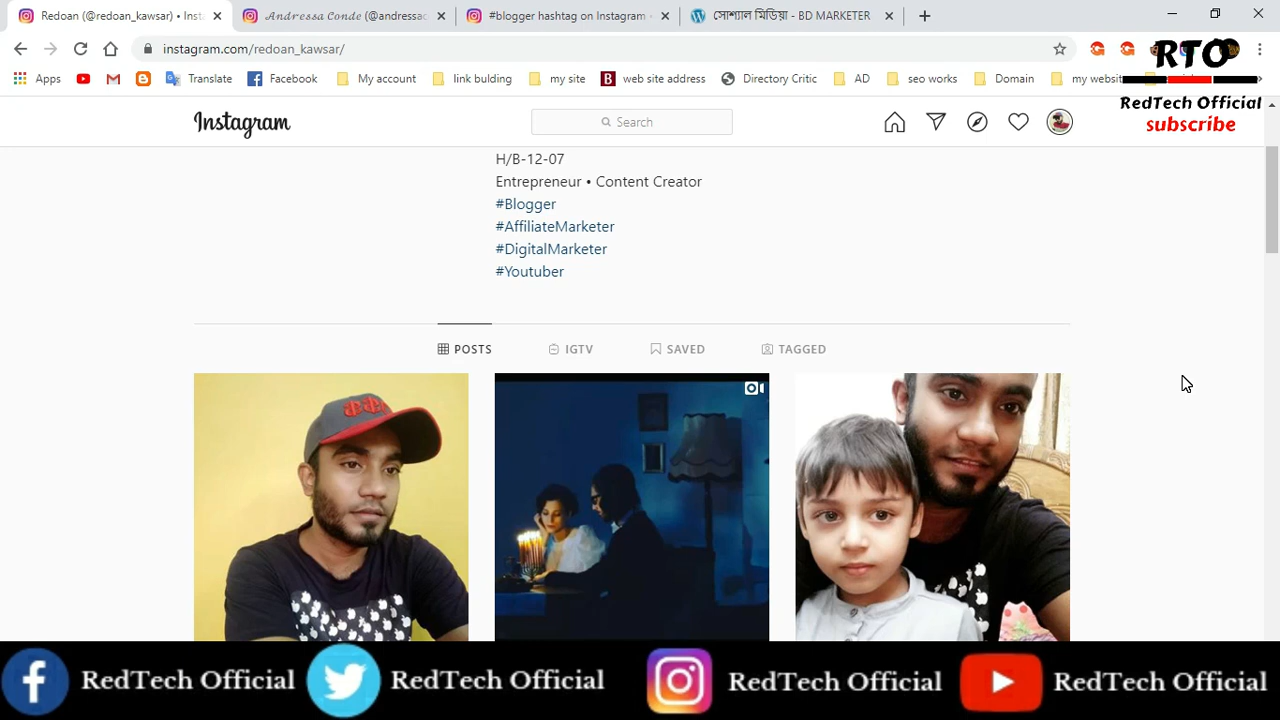 Redoan (@redoan_kawsar) • Inst
𝓐𝓷𝓭𝓻𝓮𝓼𝓼𝓪 𝓒𝓸𝓷𝓭𝓮 (@andressac
#blogger hashtag on Instagram •
সোশ্যাল মিডিয়া - BD MARKETER
instagram.com/redoan_kawsar/
Apps
Translate
Facebook
My account
link bulding
my site
B web site address
Directory Critic
AD
seo works
Domain
my websit
RTO
RedTech Official
subscribe
Instagram
Search
H/B-12-07
Entrepreneur • Content Creator
#Blogger
#AffiliateMarketer
#DigitalMarketer
#Youtuber
POSTS
IGTV
SAVED
TAGGED
RedTech Official
RedTech Official
RedTech Official
RedTech Official